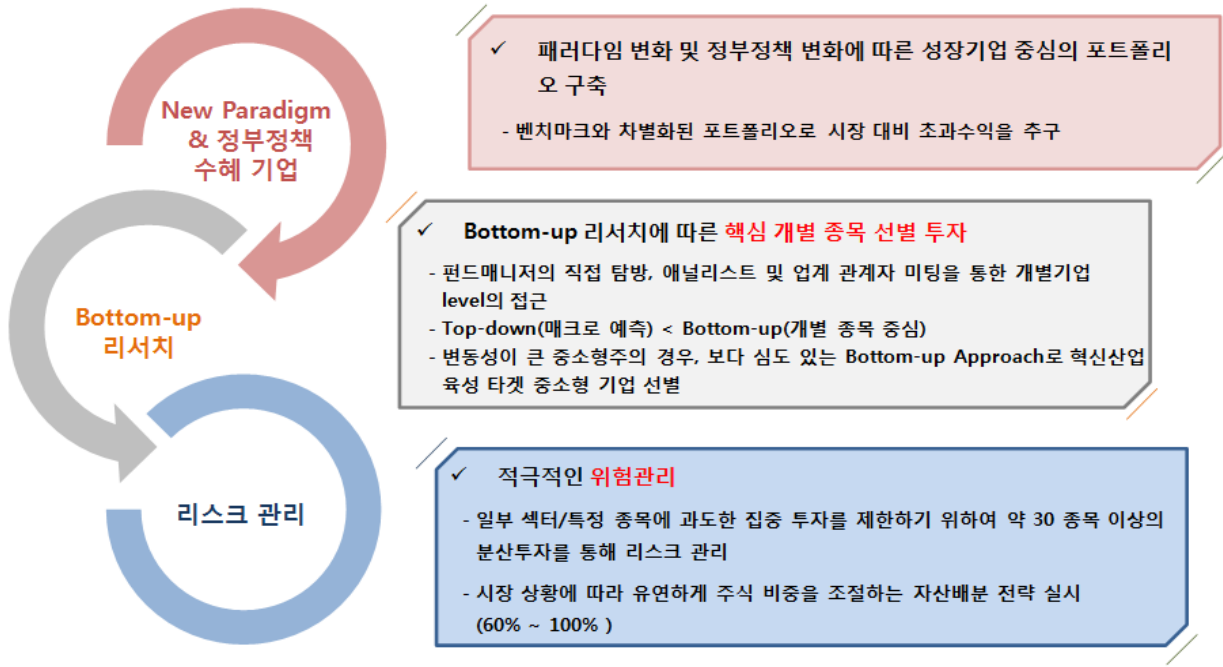 New Paradigm
& 정부정책
수혜 기업
✓ 패러다임 변화 및 정부정책 변화에 따른 성장기업 중심의 포트폴리
오 구축
- 벤치마크와 차별화된 포트폴리오로 시장 대비 초과수익을 추구
Bottom-up
리서치
✓ Bottom-up 리서치에 따른 핵심 개별 종목 선별 투자
- 펀드매니저의 직접 탐방, 애널리스트 및 업계 관계자 미팅을 통한 개별기업
level의 접근
- Top-down(매크로 예측) < Bottom-up(개별 종목 중심)
- 변동성이 큰 중소형주의 경우, 보다 심도 있는 Bottom-up Approach로 혁신산업
육성 타겟 중소형 기업 선별
리스크 관리
✓ 적극적인 위험관리
- 일부 섹터/특정 종목에 과도한 집중 투자를 제한하기 위하여 약 30 종목 이상의
분산투자를 통해 리스크 관리
- 시장 상황에 따라 유연하게 주식 비중을 조절하는 자산배분 전략 실시
(60% ~ 100% )